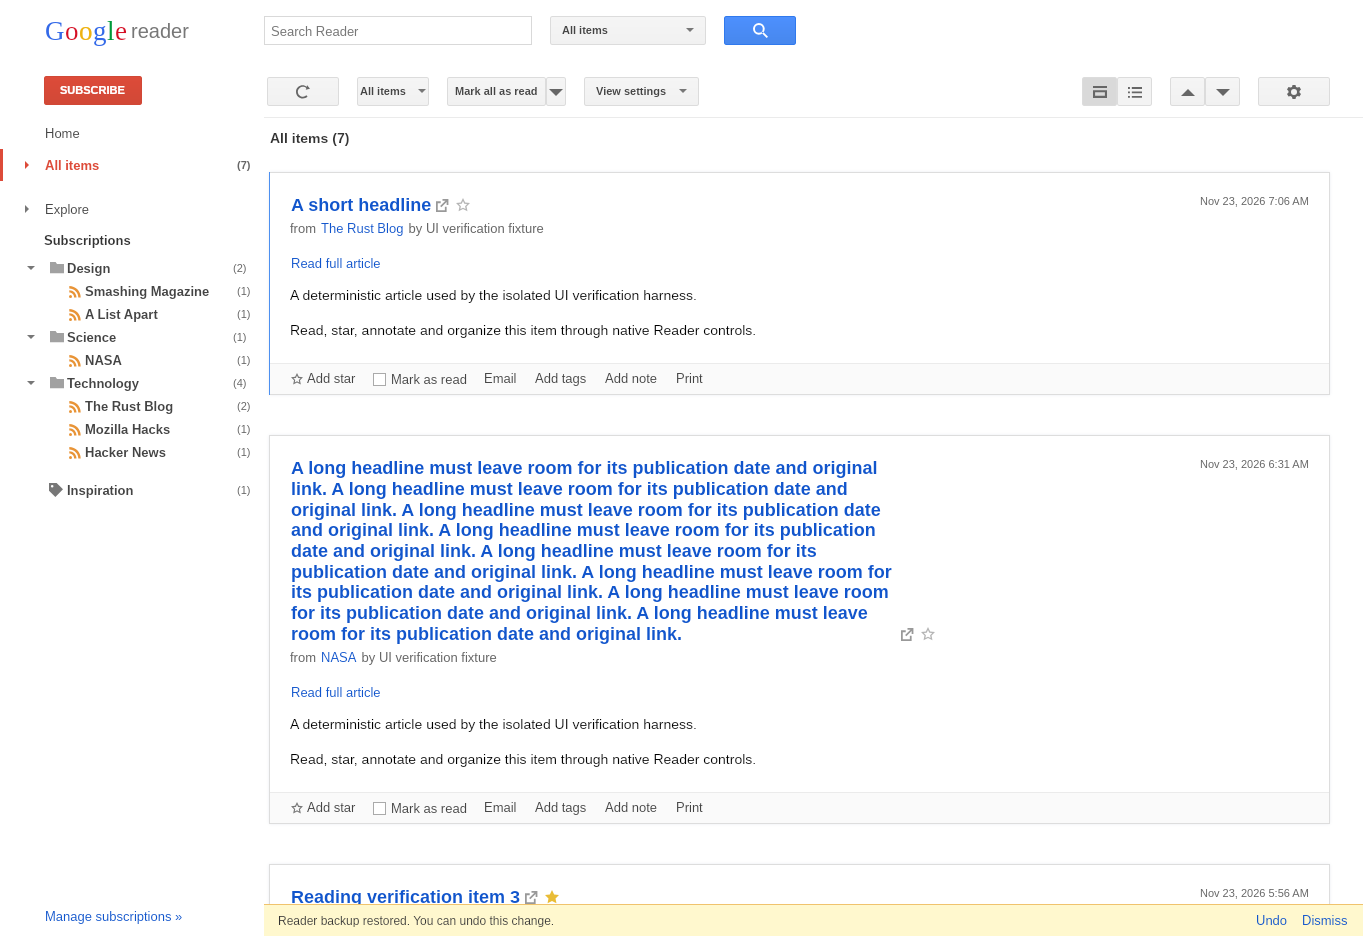 Google reader
Search Reader
All items
SUBSCRIBE
All items
Mark all as read
View settings
Home
All items (7)
Explore
Subscriptions
Design (2)
Smashing Magazine (1)
A List Apart (1)
Science (1)
NASA (1)
Technology (4)
The Rust Blog (2)
Mozilla Hacks (1)
Hacker News (1)
Inspiration (1)
Manage subscriptions »
All items (7)
A short headline
Nov 23, 2026 7:06 AM
from The Rust Blog by UI verification fixture
Read full article
A deterministic article used by the isolated UI verification harness.
Read, star, annotate and organize this item through native Reader controls.
Add star Mark as read Email Add tags Add note Print
A long headline must leave room for its publication date and original
link. A long headline must leave room for its publication date and
original link. A long headline must leave room for its publication date
and original link. A long headline must leave room for its publication
date and original link. A long headline must leave room for its
publication date and original link. A long headline must leave room for
its publication date and original link. A long headline must leave room
for its publication date and original link. A long headline must leave
room for its publication date and original link.
Nov 23, 2026 6:31 AM
from NASA by UI verification fixture
Read full article
A deterministic article used by the isolated UI verification harness.
Read, star, annotate and organize this item through native Reader controls.
Add star Mark as read Email Add tags Add note Print
Reading verification item 3
Nov 23, 2026 5:56 AM
Reader backup restored. You can undo this change.
Undo Dismiss